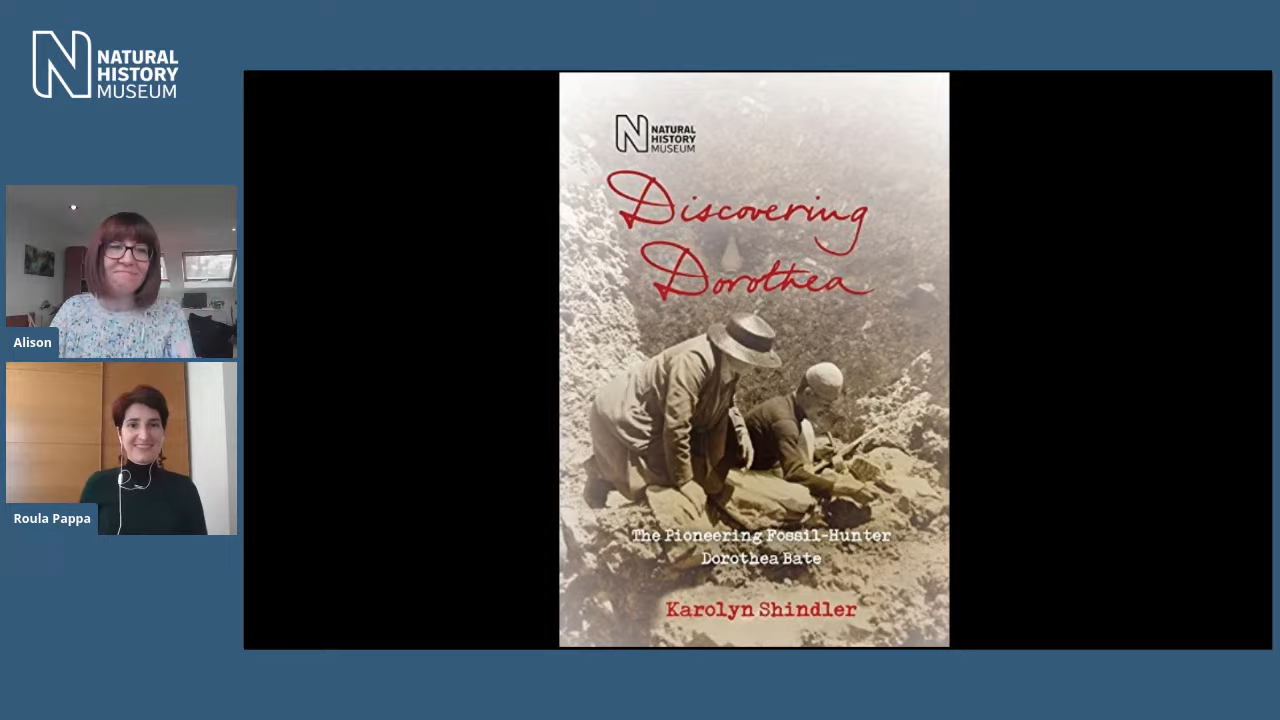 NATURAL
HISTORY
MUSEUM
Alison
Roula Pappa
NATURAL
HISTORY
MUSEUM
Discovering
Dorothea
The Pioneering Fossil-Hunter
Dorothea Bate
Karolyn Shindler